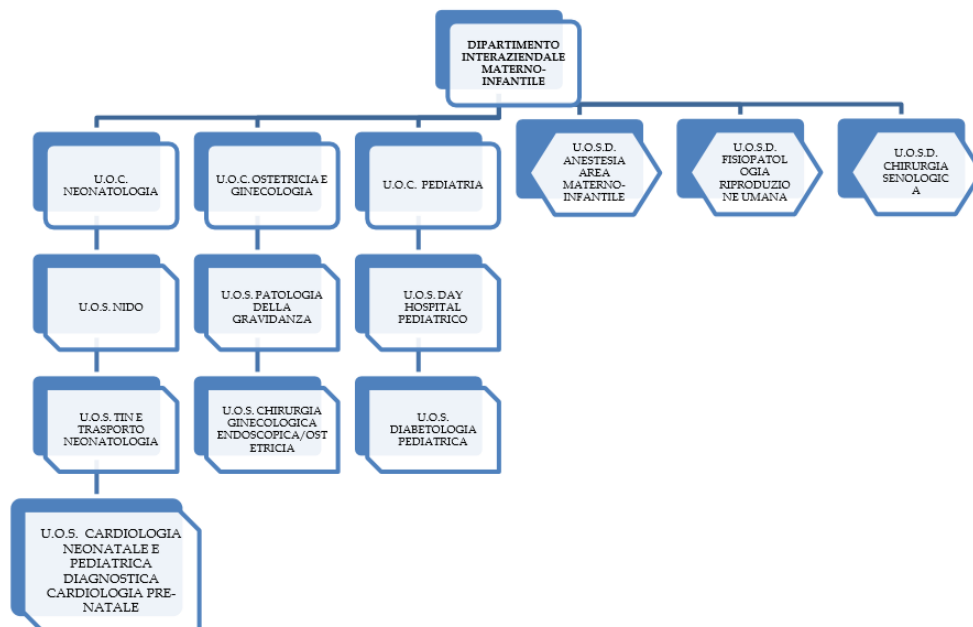 DIPARTIMENTO
INTERAZIENDALE
MATERNO-
INFANTILE
U.O.C.
NEONATOLOGIA
U.O.C. OSTETRICIA E
GINECOLOGIA
U.O.C. PEDIATRIA
U.O.S.D.
ANESTESIA
AREA
MATERNO-
INFANTILE
U.O.S.D.
FISIOPATOL
OGIA
RIPRODUZIO
NE UMANA
U.O.S.D.
CHIRURGIA
SENOLOGIC
A
U.O.S. NIDO
U.O.S. PATOLOGIA
DELLA
GRAVIDANZA
U.O.S. DAY
HOSPITAL
PEDIATRICO
U.O.S. TIN E
TRASPORTO
NEONATOLOGIA
U.O.S. CHIRURGIA
GINECOLOGICA
ENDOSCOPICA/OST
ETRICIA
U.O.S.
DIABETOLOGIA
PEDIATRICA
U.O.S. CARDIOLOGIA
NEONATALE E
PEDIATRICA
DIAGNOSTICA
CARDIOLOGIA PRE-
NATALE